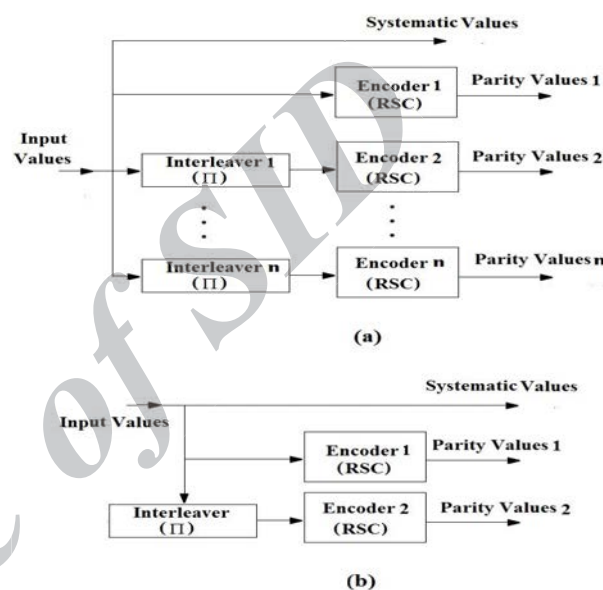 Systematic Values
Encoder 1
(RSC)
Parity Values 1
Input
Values
Interleaver 1
(Π)
Encoder 2
(RSC)
Parity Values 2
Interleaver n
(Π)
Encoder n
(RSC)
Parity Values n
(a)
Systematic Values
Input Values
Encoder 1
(RSC)
Parity Values 1
Interleaver
(Π)
Encoder 2
(RSC)
Parity Values 2
(b)
of SID